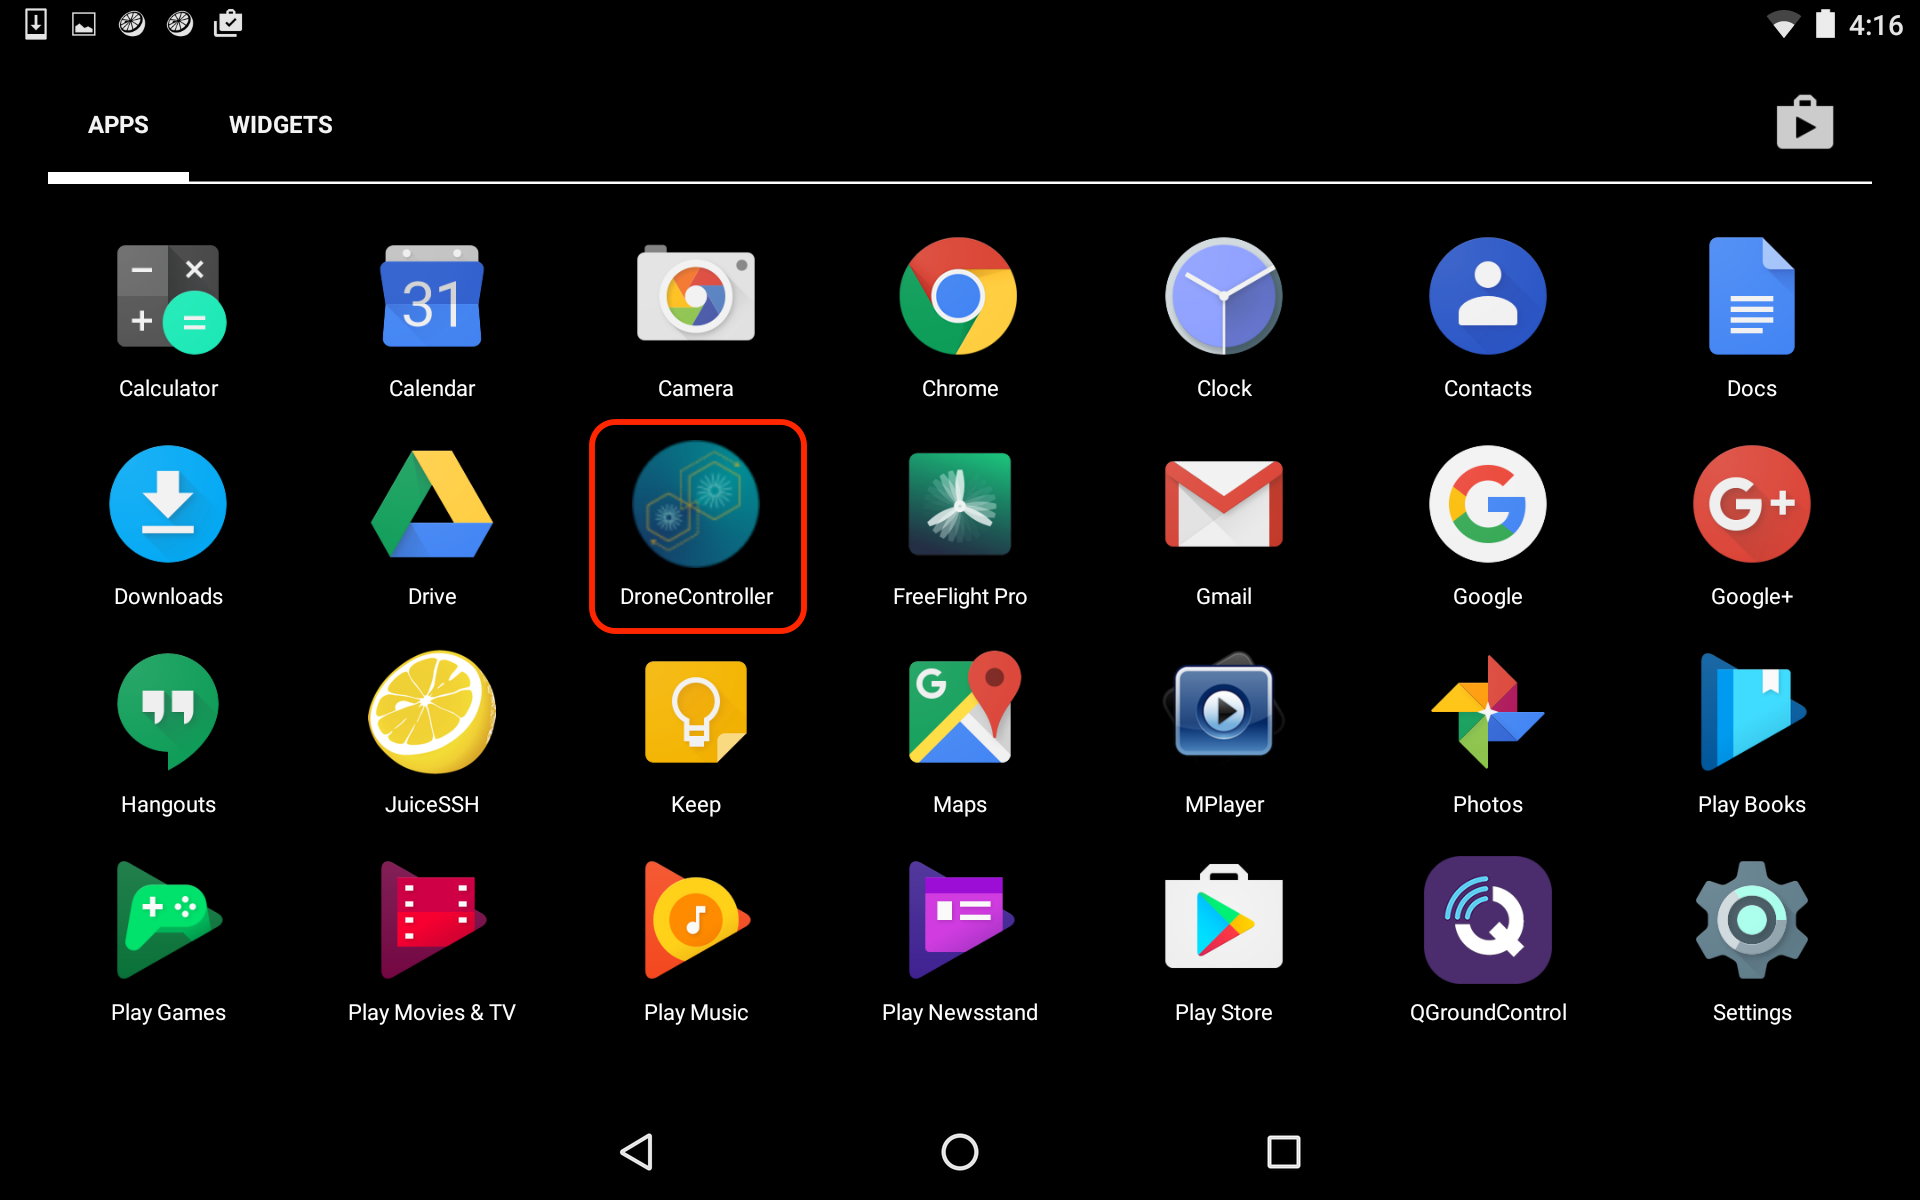 4:16
APPS WIDGETS
31
Calculator Calendar Camera Chrome Clock Contacts Docs
G G+
Downloads Drive DroneController FreeFlight Pro Gmail Google Google+
G
Hangouts JuiceSSH Keep Maps MPlayer Photos Play Books
Play Games Play Movies & TV Play Music Play Newsstand Play Store QGroundControl Settings